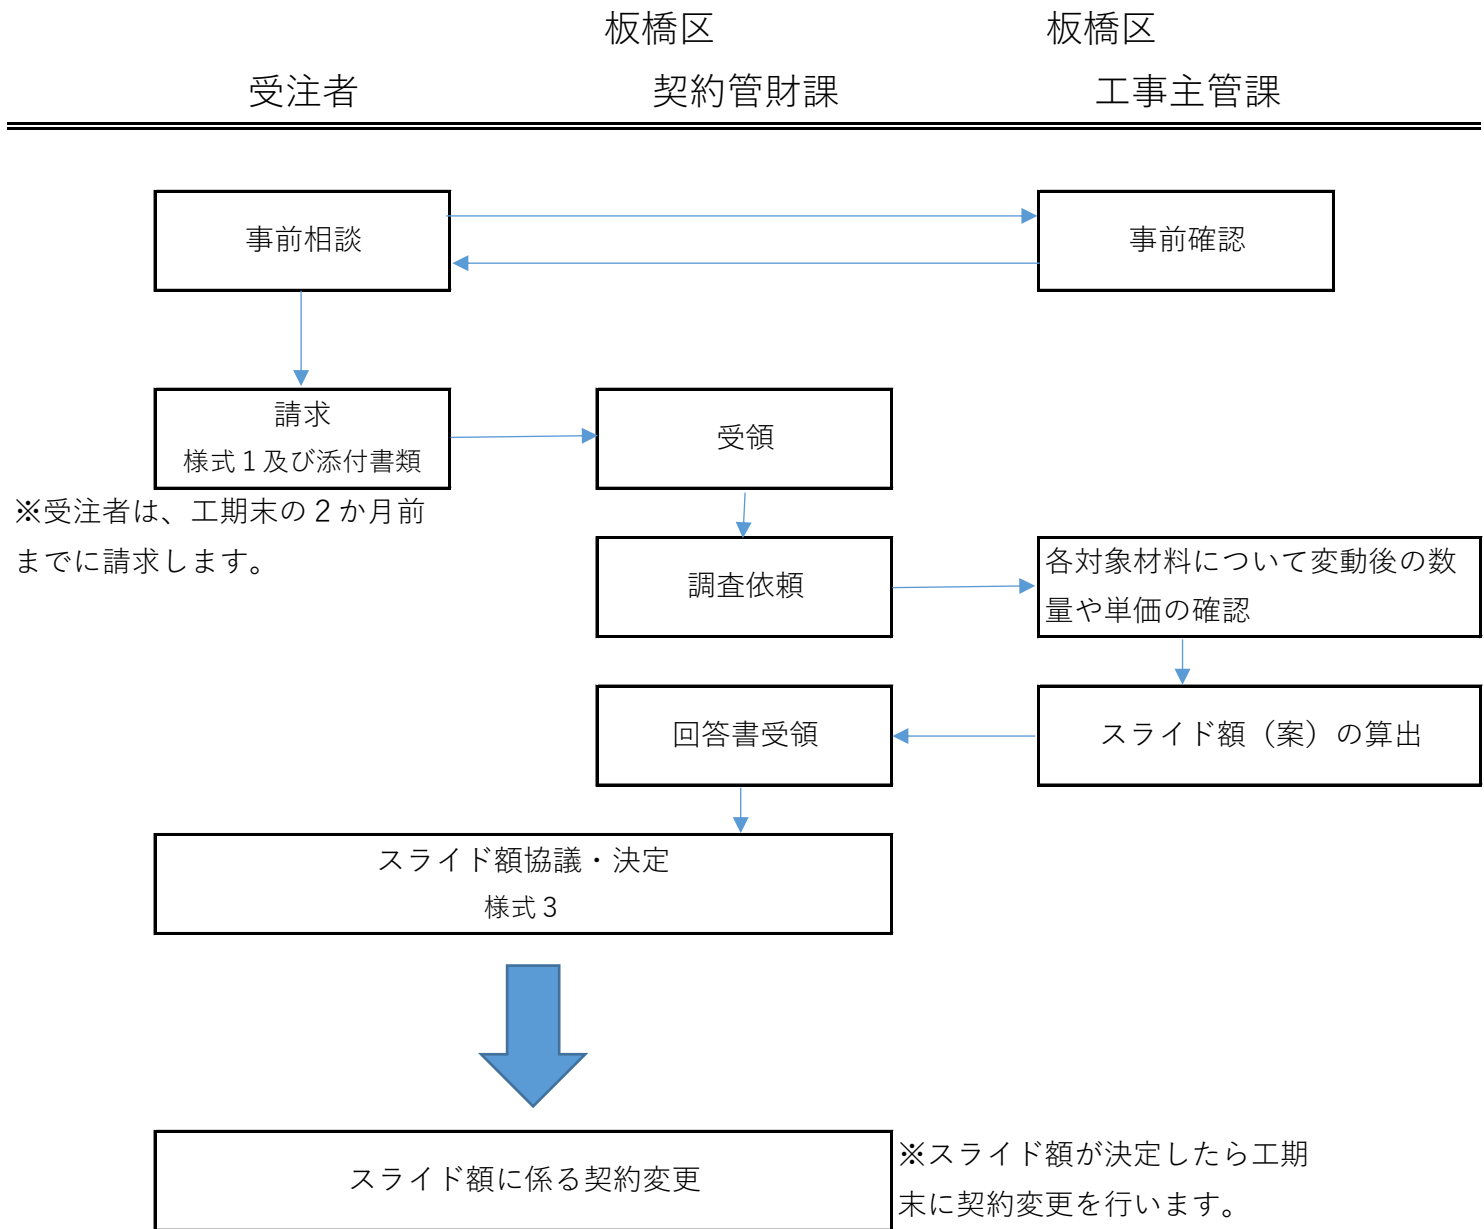 板橋区
板橋区
受注者
契約管財課
工事主管課
事前相談
事前確認
請求
様式１及び添付書類
受領
※受注者は、工期末の２か月前
までに請求します。
調査依頼
各対象材料について変動後の数
量や単価の確認
回答書受領
スライド額（案）の算出
スライド額協議・決定
様式３
スライド額に係る契約変更
※スライド額が決定したら工期
末に契約変更を行います。